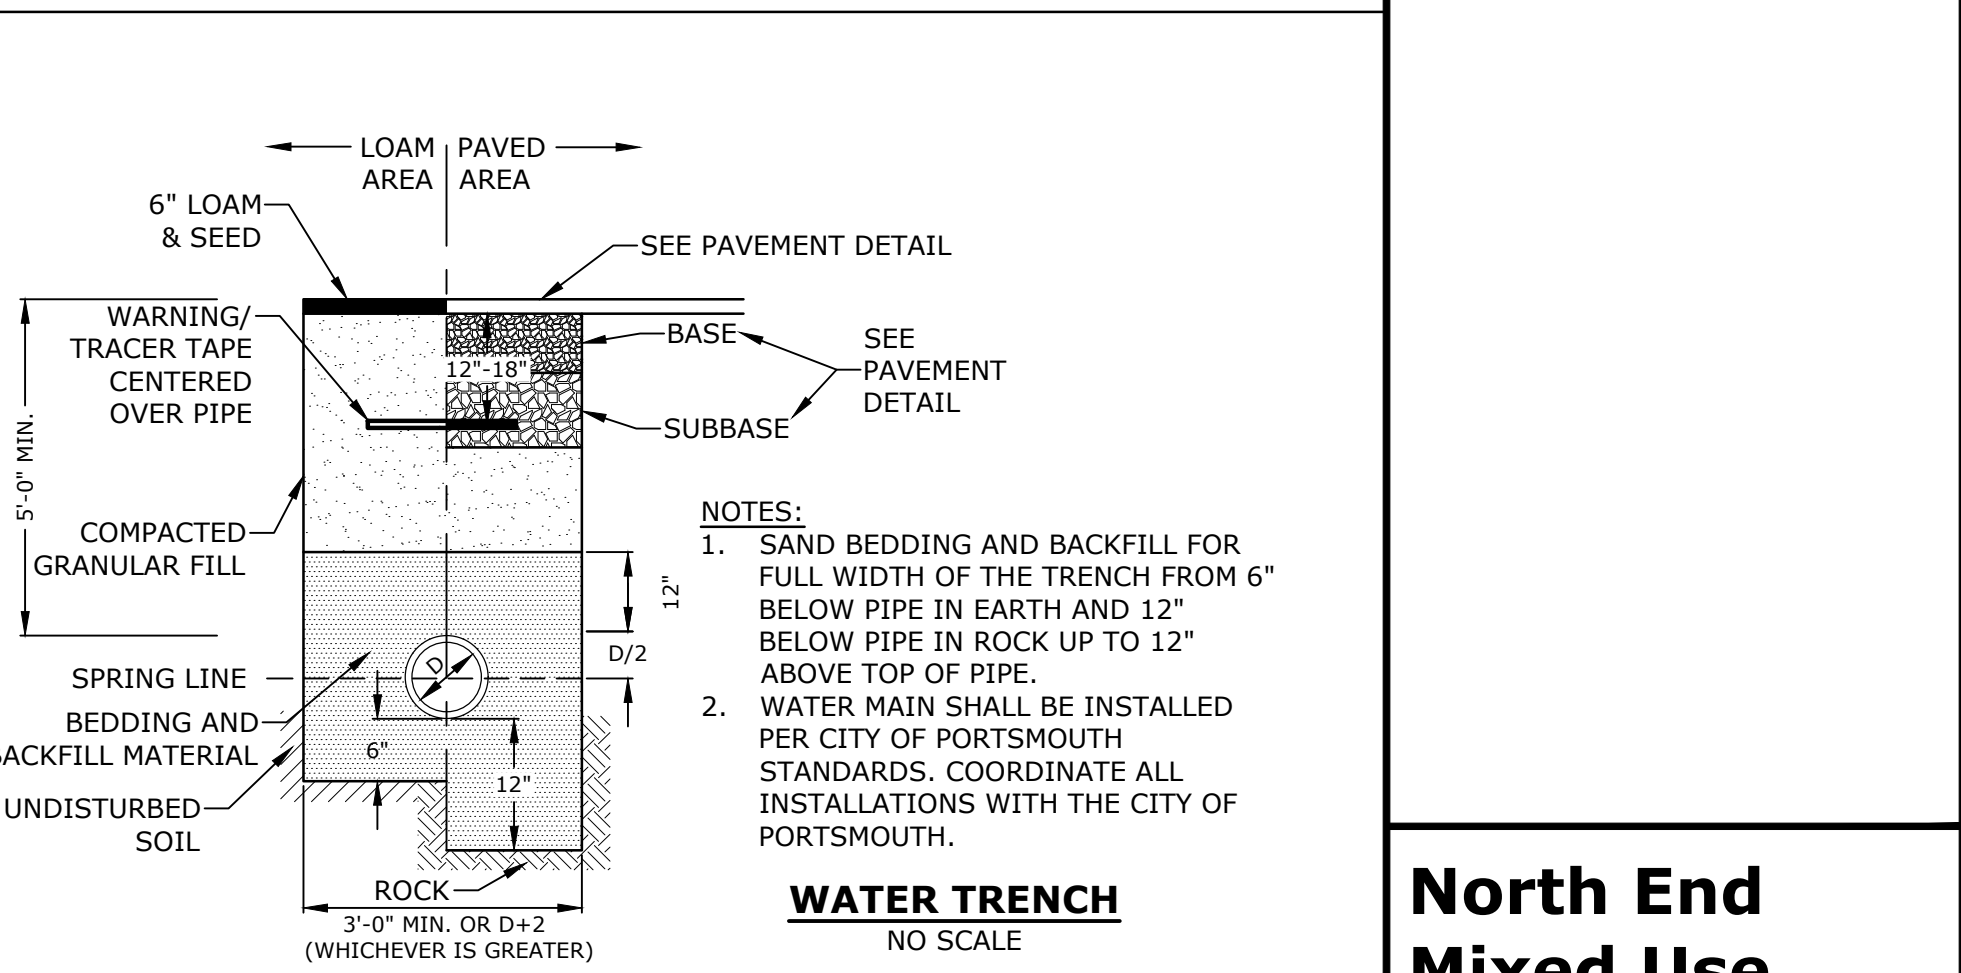 LOAM AREA
PAVED AREA
6" LOAM
& SEED
SEE PAVEMENT DETAIL
WARNING/
TRACER TAPE
CENTERED
OVER PIPE
BASE
SEE
PAVEMENT
DETAIL
12"-18"
SUBBASE
5'-0" MIN.
COMPACTED
GRANULAR FILL
12"
D/2
D
SPRING LINE
BEDDING AND
BACKFILL MATERIAL
6"
12"
UNDISTURBED
SOIL
ROCK
3'-0" MIN. OR D+2
(WHICHEVER IS GREATER)
NOTES:
1. SAND BEDDING AND BACKFILL FOR
FULL WIDTH OF THE TRENCH FROM 6"
BELOW PIPE IN EARTH AND 12"
BELOW PIPE IN ROCK UP TO 12"
ABOVE TOP OF PIPE.
2. WATER MAIN SHALL BE INSTALLED
PER CITY OF PORTSMOUTH
STANDARDS. COORDINATE ALL
INSTALLATIONS WITH THE CITY OF
PORTSMOUTH.
WATER TRENCH
NO SCALE
North End
Mixed Use